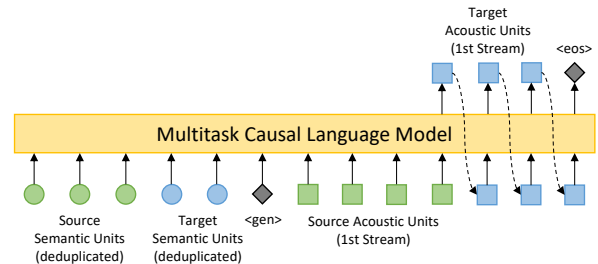 Target
Acoustic Units
(1st Stream)
<eos>
Multitask Causal Language Model
Source
Semantic Units
(deduplicated)
Target
Semantic Units
(deduplicated)
<gen>
Source Acoustic Units
(1st Stream)